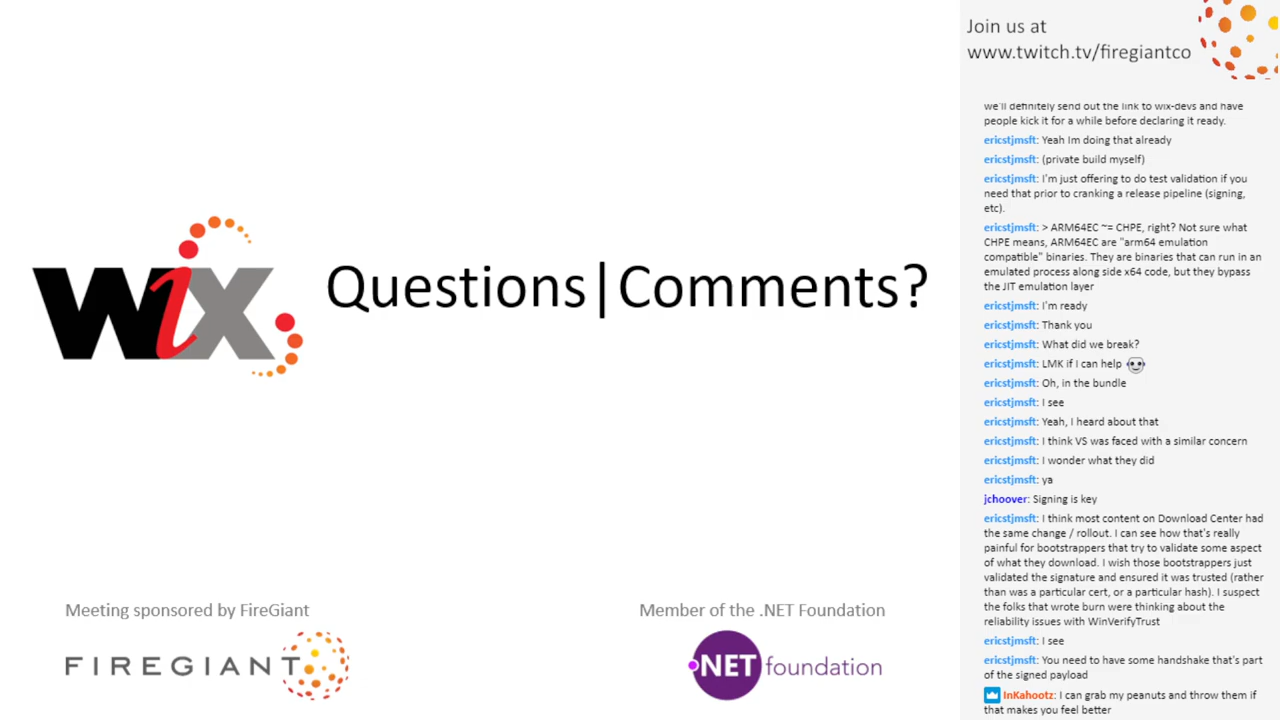 WiX
Questions|Comments?
Meeting sponsored by FireGiant
FIREGIANT
Member of the .NET Foundation
.NET foundation
Join us at
www.twitch.tv/firegiantco
we'll definitely send out the link to wix-devs and have
people kick it for a while before declaring it ready.
ericstjmsft: Yeah Im doing that already
ericstjmsft: (private build myself)
ericstjmsft: I'm just offering to do test validation if you
need that prior to cranking a release pipeline (signing,
etc).
ericstjmsft: > ARM64EC ~= CHPE, right? Not sure what
CHPE means, ARM64EC are "arm64 emulation
compatible" binaries. They are binaries that can run in an
emulated process along side x64 code, but they bypass
the JIT emulation layer
ericstjmsft: I'm ready
ericstjmsft: Thank you
ericstjmsft: What did we break?
ericstjmsft: LMK if I can help
ericstjmsft: Oh, in the bundle
ericstjmsft: I see
ericstjmsft: Yeah, I heard about that
ericstjmsft: I think VS was faced with a similar concern
ericstjmsft: I wonder what they did
ericstjmsft: ya
jchoover: Signing is key
ericstjmsft: I think most content on Download Center had
the same change / rollout. I can see how that's really
painful for bootstrappers that try to validate some aspect
of what they download. I wish those bootstrappers just
validated the signature and ensured it was trusted (rather
than was a particular cert, or a particular hash). I suspect
the folks that wrote burn were thinking about the
reliability issues with WinVerifyTrust
ericstjmsft: I see
ericstjmsft: You need to have some handshake that's part
of the signed payload
InKahootz: I can grab my peanuts and throw them if
that makes you feel better